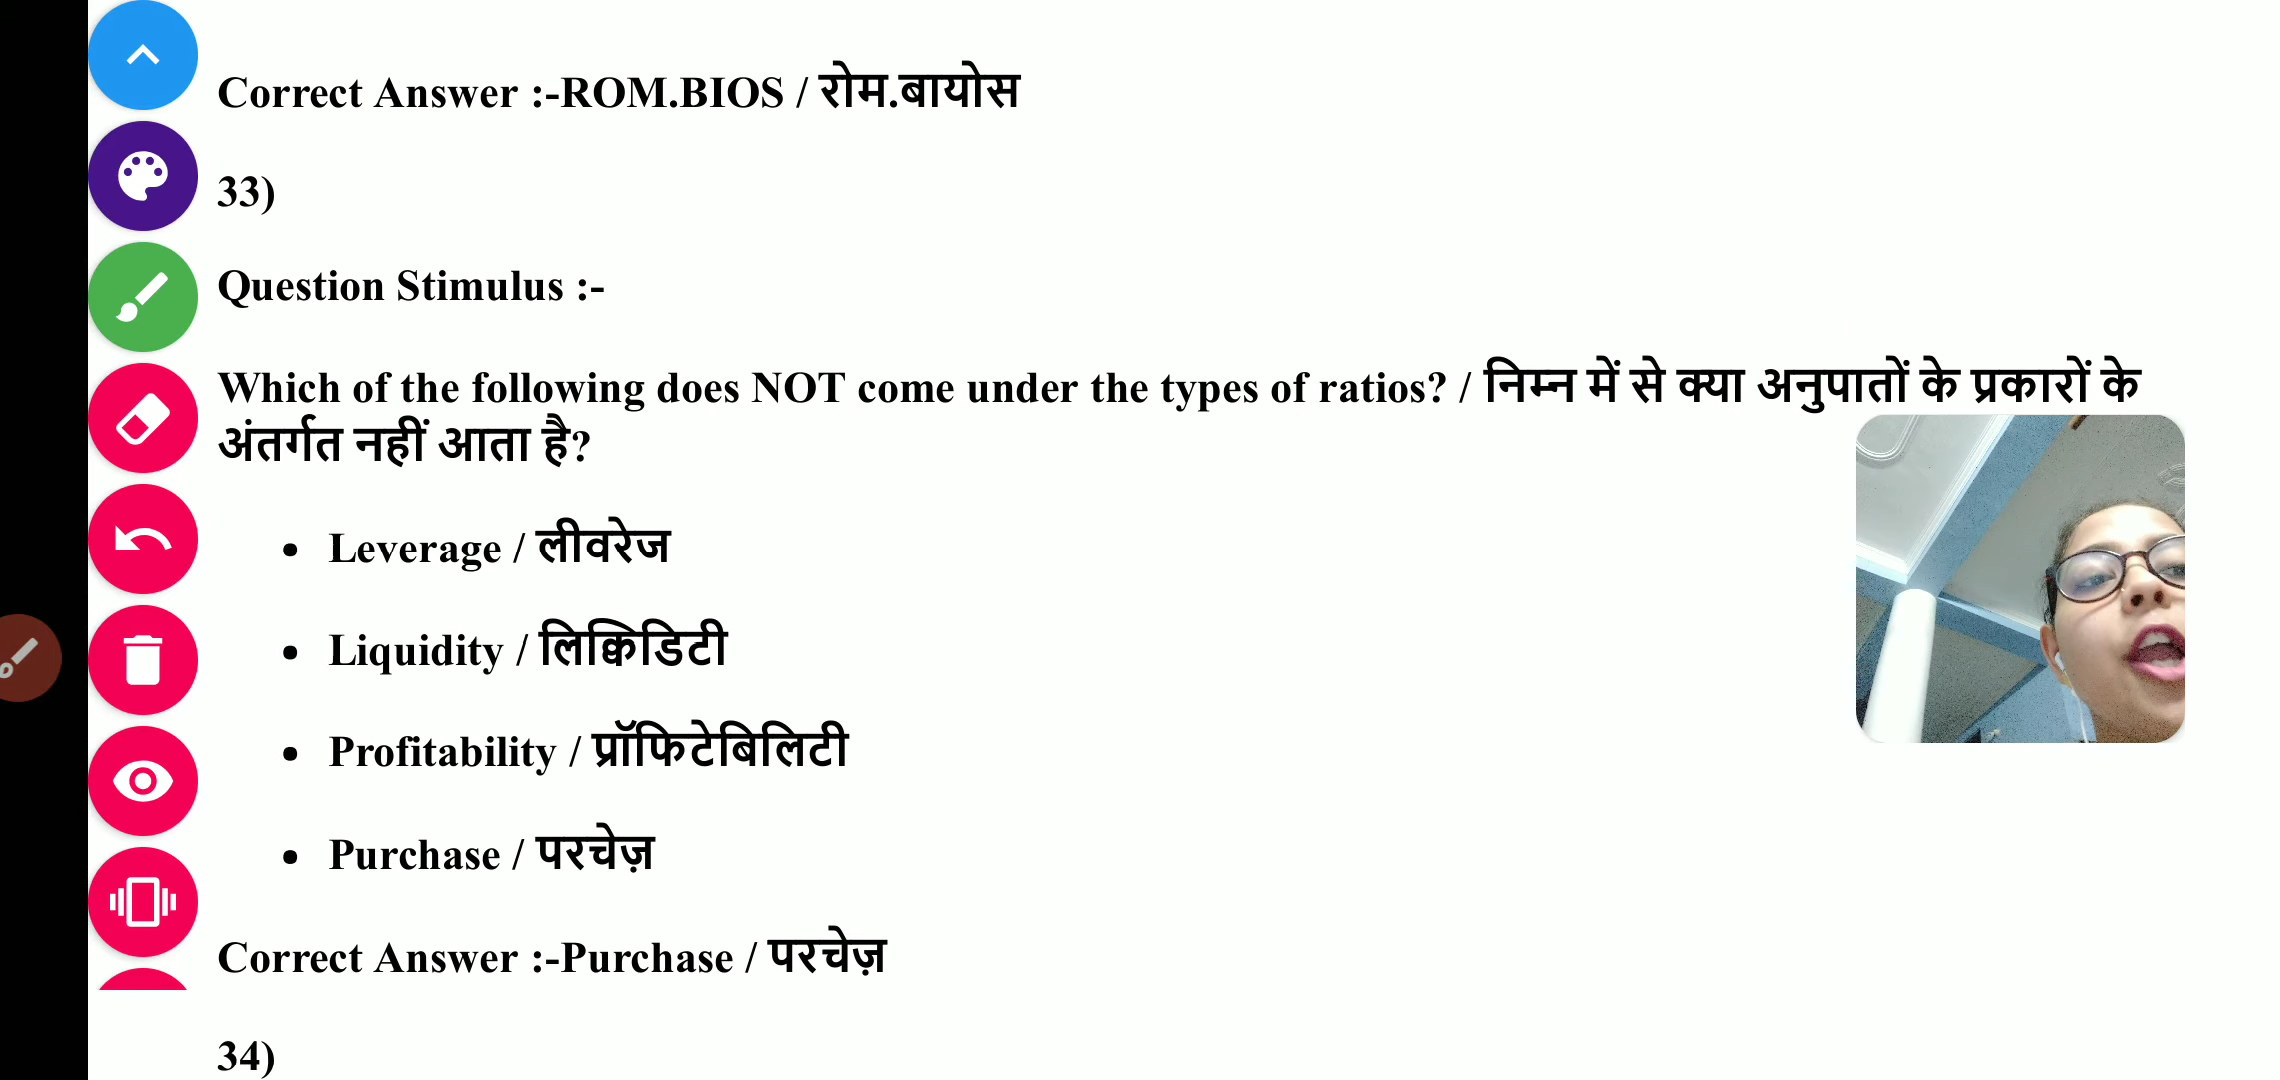 Correct Answer :-ROM.BIOS / रोम.बायोस
33)
Question Stimulus :-
Which of the following does NOT come under the types of ratios? / निम्न में से क्या अनुपातों के प्रकारों के
अंतर्गत नहीं आता है?
• Leverage / लीवरेज
• Liquidity / लिक्विडिटी
• Profitability / प्रॉफिटेबिलिटी
• Purchase / परचेज़
Correct Answer :-Purchase / परचेज़
34)